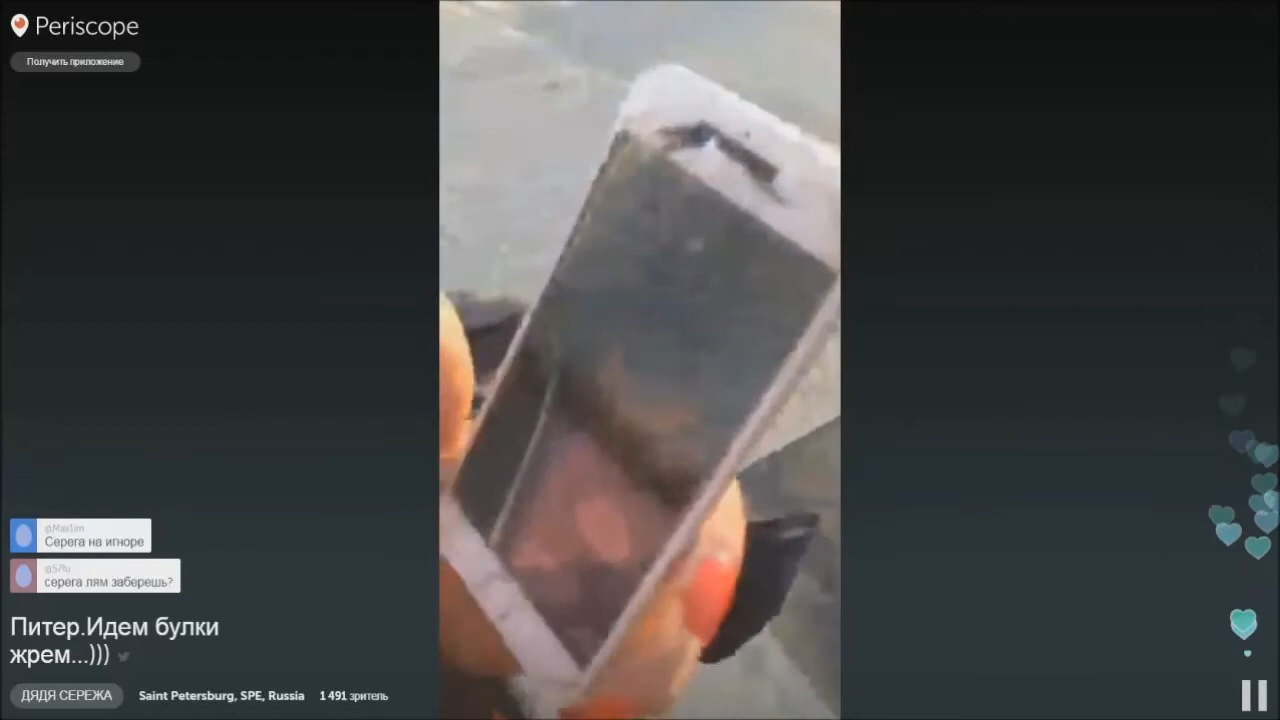 Periscope
Получить приложение
@Max1im
Серега на игноре
@57fu
серега лям заберешь?
Питер.Идем булки
жрем...)))
ДЯДЯ СЕРЕЖА Saint Petersburg, SPE, Russia 1 491 зритель